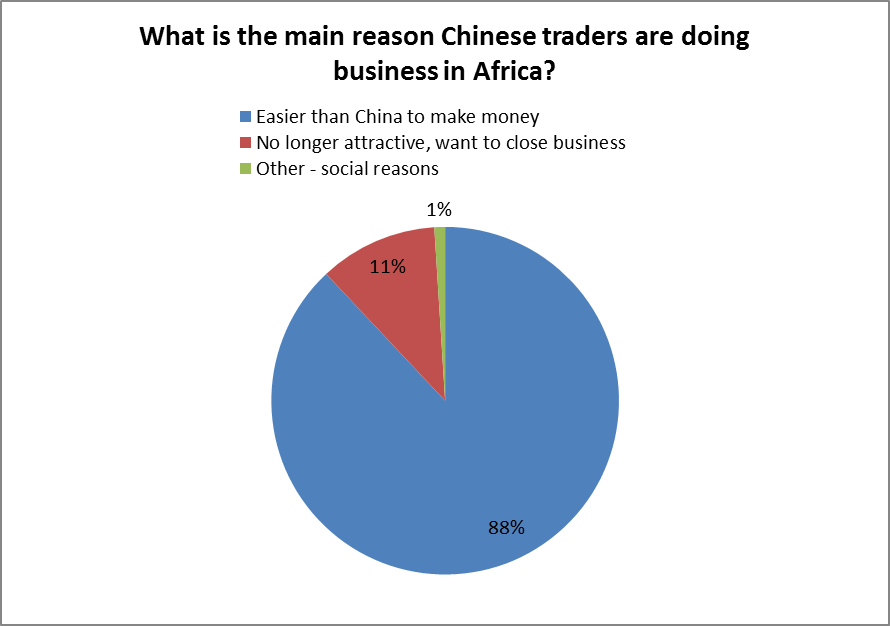 What is the main reason Chinese traders are doing
business in Africa?
Easier than China to make money
No longer attractive, want to close business
Other - social reasons
1%
11%
88%